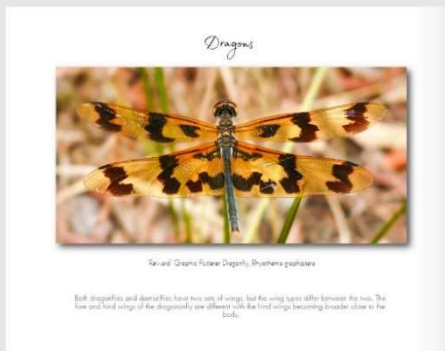 Dragons
'Reward' Graphic Flutterer Dragonfly, Rhyothemis graphiptera
Both dragonflies and damselflies have two sets of wings, but the wing types differ between the two. The
fore and hind wings of the dragonfly are different with the hind wings becoming broader close to the
body.